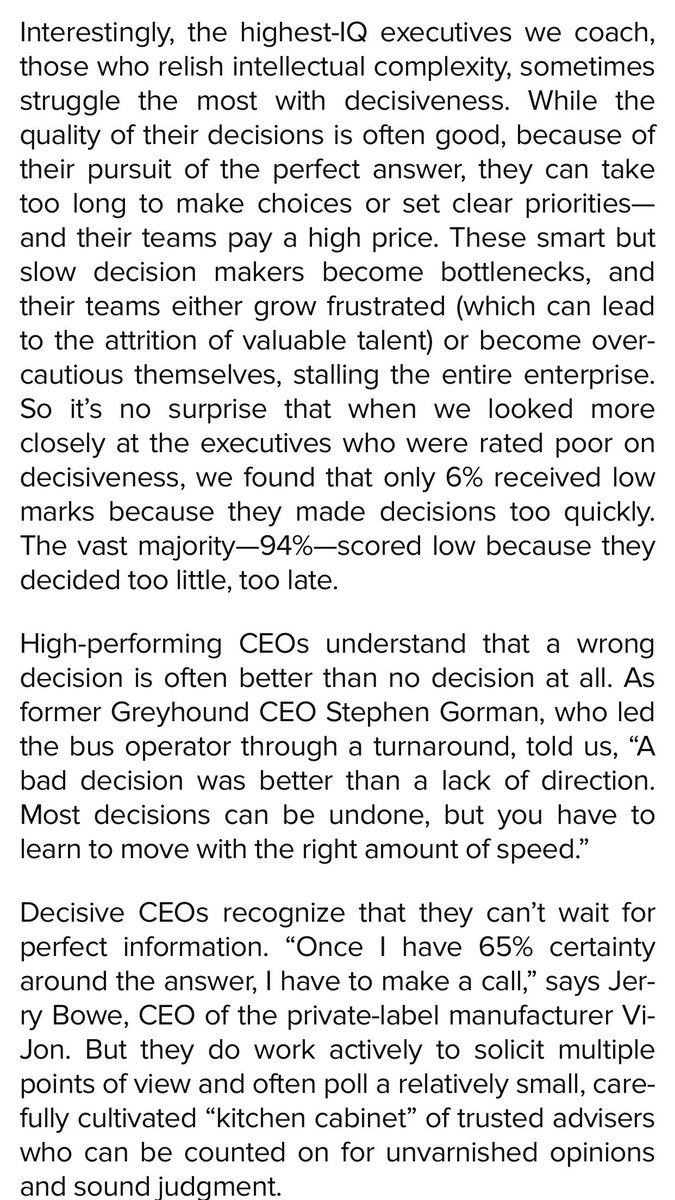 Interestingly, the highest-IQ executives we coach,
those who relish intellectual complexity, sometimes
struggle the most with decisiveness. While the
quality of their decisions is often good, because of
their pursuit of the perfect answer, they can take
too long to make choices or set clear priorities—
and their teams pay a high price. These smart but
slow decision makers become bottlenecks, and
their teams either grow frustrated (which can lead
to the attrition of valuable talent) or become over-
cautious themselves, stalling the entire enterprise.
So it’s no surprise that when we looked more
closely at the executives who were rated poor on
decisiveness, we found that only 6% received low
marks because they made decisions too quickly.
The vast majority—94%—scored low because they
decided too little, too late.
High-performing CEOs understand that a wrong
decision is often better than no decision at all. As
former Greyhound CEO Stephen Gorman, who led
the bus operator through a turnaround, told us, “A
bad decision was better than a lack of direction.
Most decisions can be undone, but you have to
learn to move with the right amount of speed.”
Decisive CEOs recognize that they can’t wait for
perfect information. “Once I have 65% certainty
around the answer, I have to make a call,” says Jer-
ry Bowe, CEO of the private-label manufacturer Vi-
Jon. But they do work actively to solicit multiple
points of view and often poll a relatively small, care-
fully cultivated “kitchen cabinet” of trusted advisers
who can be counted on for unvarnished opinions
and sound judgment.